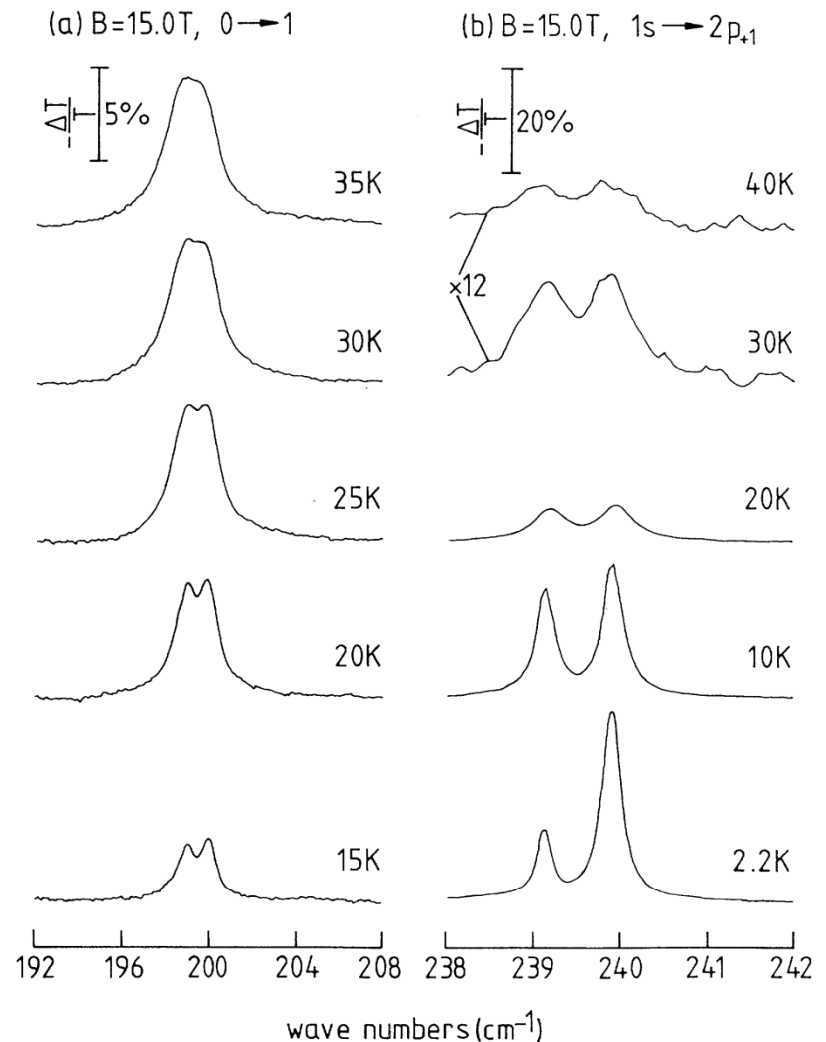 (a) B=15.0T, 0→1
-ΔT/T 5%
35K
30K
25K
20K
15K
192 196 200 204 208
(b) B=15.0T, 1s→2p+1
-ΔT/T 20%
40K
×12
30K
20K
10K
2.2K
238 239 240 241 242
wave numbers (cm⁻¹)